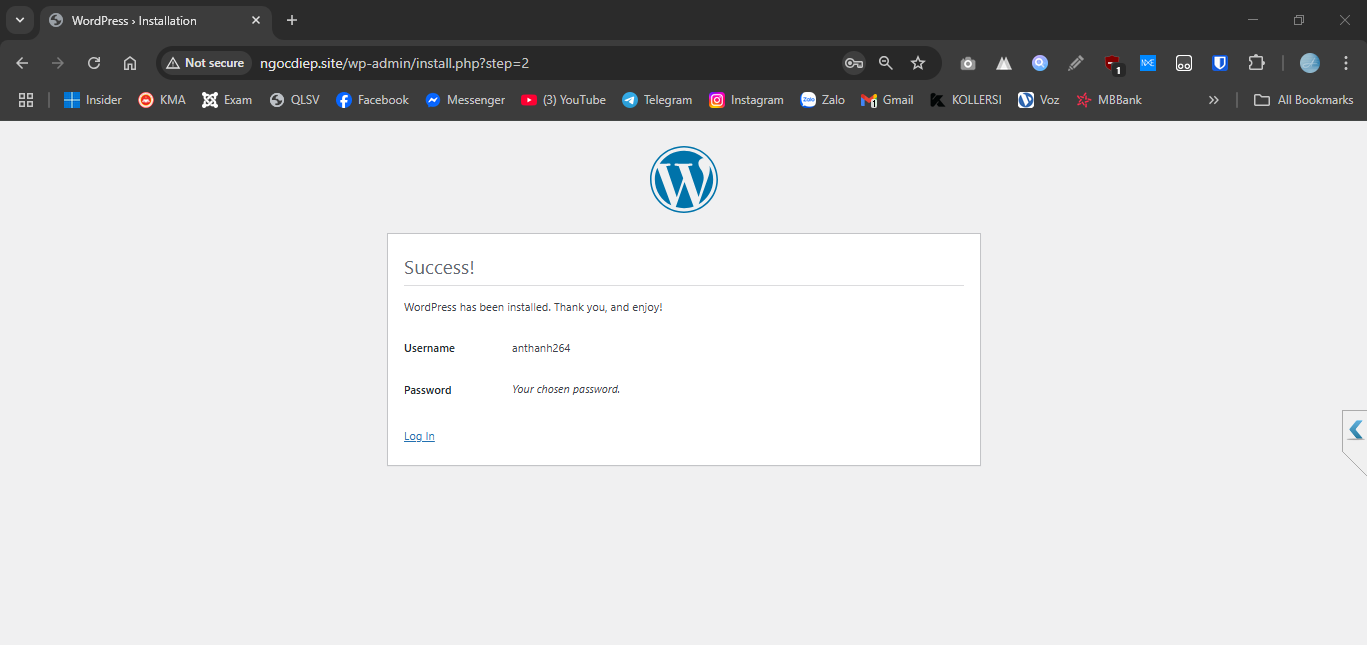 WordPress › Installation
Not secure ngocdiep.site/wp-admin/install.php?step=2
1
Insider KMA Exam QLSV Facebook Messenger (3) YouTube Telegram Instagram Zalo Gmail KOLLERSI Voz MBBank » All Bookmarks
Success!
WordPress has been installed. Thank you, and enjoy!
Username anthanh264
Password Your chosen password.
Log In